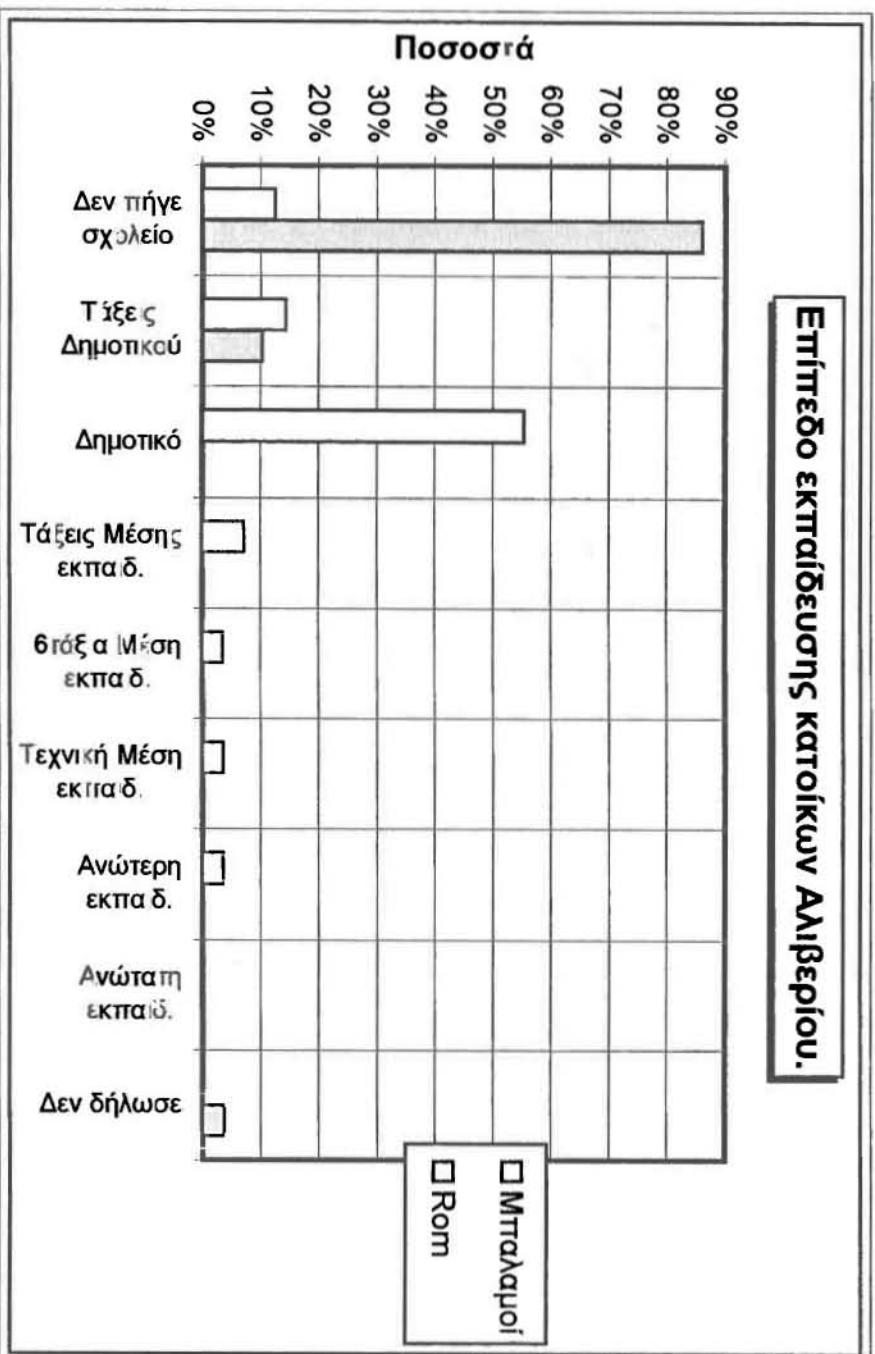 Επίπεδο εκπαίδευσης κατοίκων Αλιβερίου.
Ποσοστά
90%
80%
70%
60%
50%
40%
30%
20%
10%
0%
Δεν πήγε
σχολείο
Τάξεις
Δημοτικού
Δημοτικό
Τάξεις Μέσης
εκπαιδ.
6τάξια Μέση
εκπαιδ.
Τεχνική Μέση
εκπαιδ.
Ανώτερη
εκπαιδ.
Ανώτατη
εκπαιδ.
Δεν δήλωσε
Μπαλαμοί
Rom